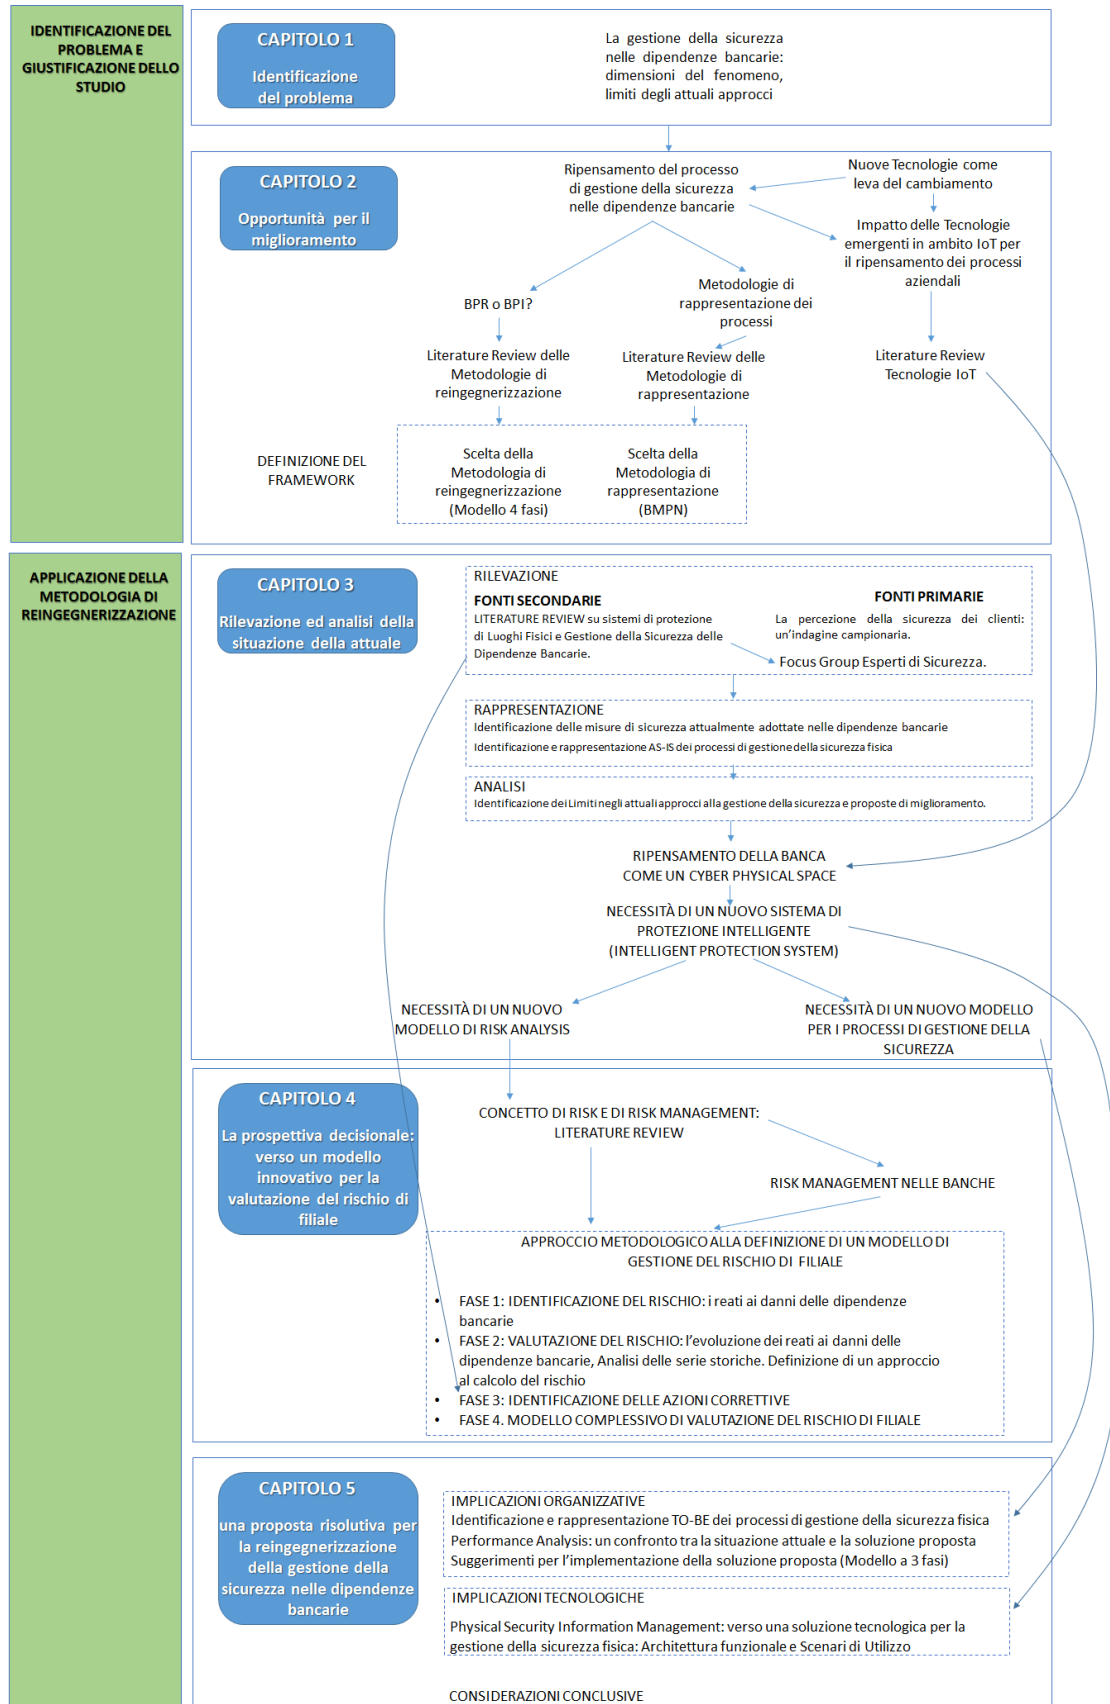 IDENTIFICAZIONE DEL
PROBLEMA E
GIUSTIFICAZIONE DELLO
STUDIO
CAPITOLO 1
Identificazione
del problema
La gestione della sicurezza
nelle dipendenze bancarie:
dimensioni del fenomeno,
limiti degli attuali approcci
CAPITOLO 2
Opportunità per il
miglioramento
Ripensamento del processo
di gestione della sicurezza
nelle dipendenze bancarie
Nuove Tecnologie come
leva del cambiamento
Impatto delle Tecnologie
emergenti in ambito IoT per
il ripensamento dei processi
aziendali
BPR o BPI?
Metodologie di
rappresentazione dei
processi
Literature Review delle
Metodologie di
reingegnerizzazione
Literature Review delle
Metodologie di
rappresentazione
Literature Review
Tecnologie IoT
DEFINIZIONE DEL
FRAMEWORK
Scelta della
Metodologia di
reingegnerizzazione
(Modello 4 fasi)
Scelta della
Metodologia di
rappresentazione
(BMPN)
APPLICAZIONE DELLA
METODOLOGIA DI
REINGEGNERIZZAZIONE
CAPITOLO 3
Rilevazione ed analisi della
situazione della attuale
RILEVAZIONE
FONTI SECONDARIE
LITERATURE REVIEW su sistemi di protezione
di Luoghi Fisici e Gestione della Sicurezza delle
Dipendenze Bancarie.
FONTI PRIMARIE
La percezione della sicurezza dei clienti:
un'indagine campionaria.
Focus Group Esperti di Sicurezza.
RAPPRESENTAZIONE
Identificazione delle misure di sicurezza attualmente adottate nelle dipendenze bancarie
Identificazione e rappresentazione AS-IS dei processi di gestione della sicurezza fisica
ANALISI
Identificazione dei Limiti negli attuali approcci alla gestione della sicurezza e proposte di miglioramento.
RIPENSAMENTO DELLA BANCA
COME UN CYBER PHYSICAL SPACE
NECESSITÀ DI UN NUOVO SISTEMA DI
PROTEZIONE INTELLIGENTE
(INTELLIGENT PROTECTION SYSTEM)
NECESSITÀ DI UN NUOVO
MODELLO DI RISK ANALYSIS
NECESSITÀ DI UN NUOVO MODELLO
PER I PROCESSI DI GESTIONE DELLA
SICUREZZA
CAPITOLO 4
La prospettiva decisionale:
verso un modello
innovativo per la
valutazione del rischio di
filiale
CONCETTO DI RISK E DI RISK MANAGEMENT:
LITERATURE REVIEW
RISK MANAGEMENT NELLE BANCHE
APPROCCIO METODOLOGICO ALLA DEFINIZIONE DI UN MODELLO DI
GESTIONE DEL RISCHIO DI FILIALE
• FASE 1: IDENTIFICAZIONE DEL RISCHIO: i reati ai danni delle dipendenze
bancarie
• FASE 2: VALUTAZIONE DEL RISCHIO: l'evoluzione dei reati ai danni delle
dipendenze bancarie, Analisi delle serie storiche. Definizione di un approccio
al calcolo del rischio
• FASE 3: IDENTIFICAZIONE DELLE AZIONI CORRETTIVE
• FASE 4. MODELLO COMPLESSIVO DI VALUTAZIONE DEL RISCHIO DI FILIALE
CAPITOLO 5
una proposta risolutiva per
la reingegnerizzazione
della gestione della
sicurezza nelle dipendenze
bancarie
IMPLICAZIONI ORGANIZZATIVE
Identificazione e rappresentazione TO-BE dei processi di gestione della sicurezza fisica
Performance Analysis: un confronto tra la situazione attuale e la soluzione proposta
Suggerimenti per l'implementazione della soluzione proposta (Modello a 3 fasi)
IMPLICAZIONI TECNOLOGICHE
Physical Security Information Management: verso una soluzione tecnologica per la
gestione della sicurezza fisica: Architettura funzionale e Scenari di Utilizzo
CONSIDERAZIONI CONCLUSIVE